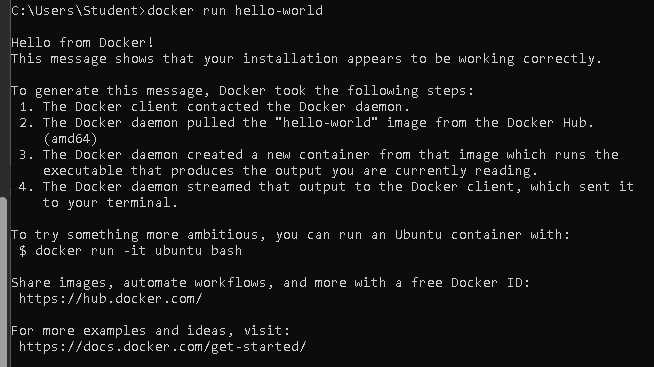 C:\Users\Student>docker run hello-world
Hello from Docker!
This message shows that your installation appears to be working correctly.
To generate this message, Docker took the following steps:
1. The Docker client contacted the Docker daemon.
2. The Docker daemon pulled the "hello-world" image from the Docker Hub.
(amd64)
3. The Docker daemon created a new container from that image which runs the
executable that produces the output you are currently reading.
4. The Docker daemon streamed that output to the Docker client, which sent it
to your terminal.
To try something more ambitious, you can run an Ubuntu container with:
$ docker run -it ubuntu bash
Share images, automate workflows, and more with a free Docker ID:
https://hub.docker.com/
For more examples and ideas, visit:
https://docs.docker.com/get-started/